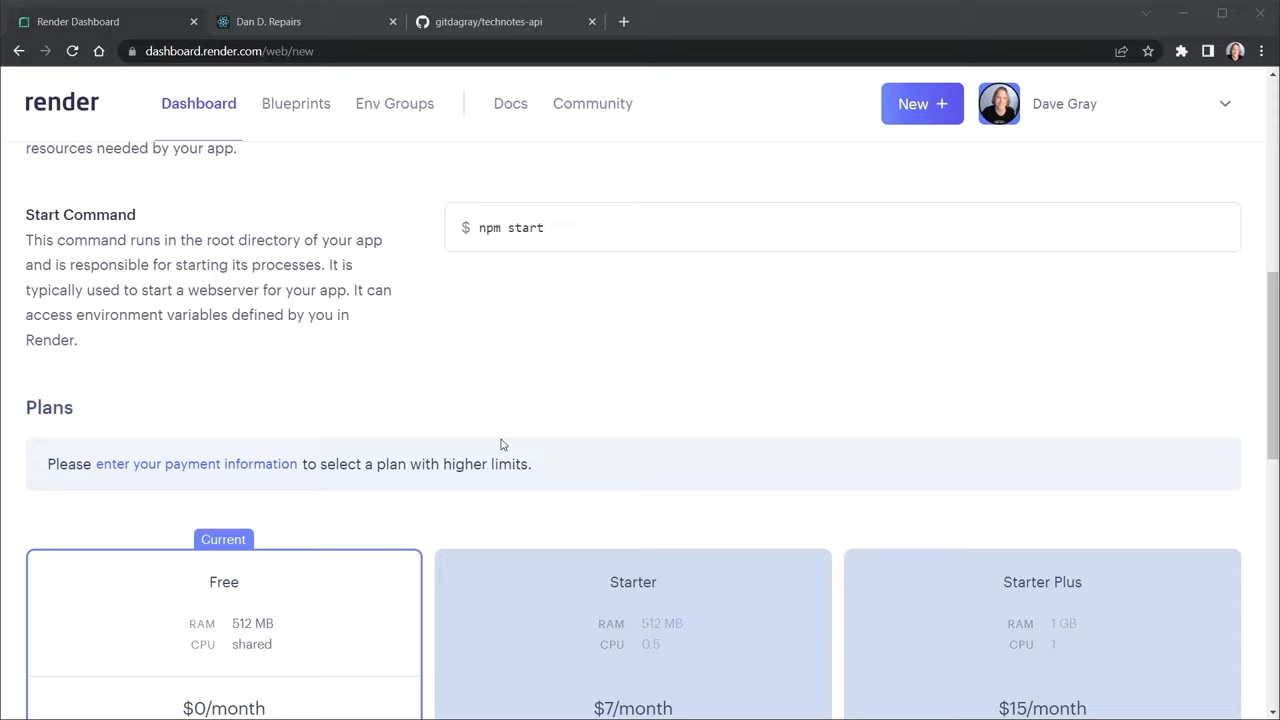 Render Dashboard
Dan D. Repairs
gitdagray/technotes-api
dashboard.render.com/web/new
render
Dashboard
Blueprints
Env Groups
Docs
Community
New +
Dave Gray
resources needed by your app.
Start Command
This command runs in the root directory of your app
and is responsible for starting its processes. It is
typically used to start a webserver for your app. It can
access environment variables defined by you in
Render.
$ npm start
Plans
Please enter your payment information to select a plan with higher limits.
Current
Free
RAM 512 MB
CPU shared
$0/month
Starter
RAM 512 MB
CPU 0.5
$7/month
Starter Plus
RAM 1 GB
CPU 1
$15/month